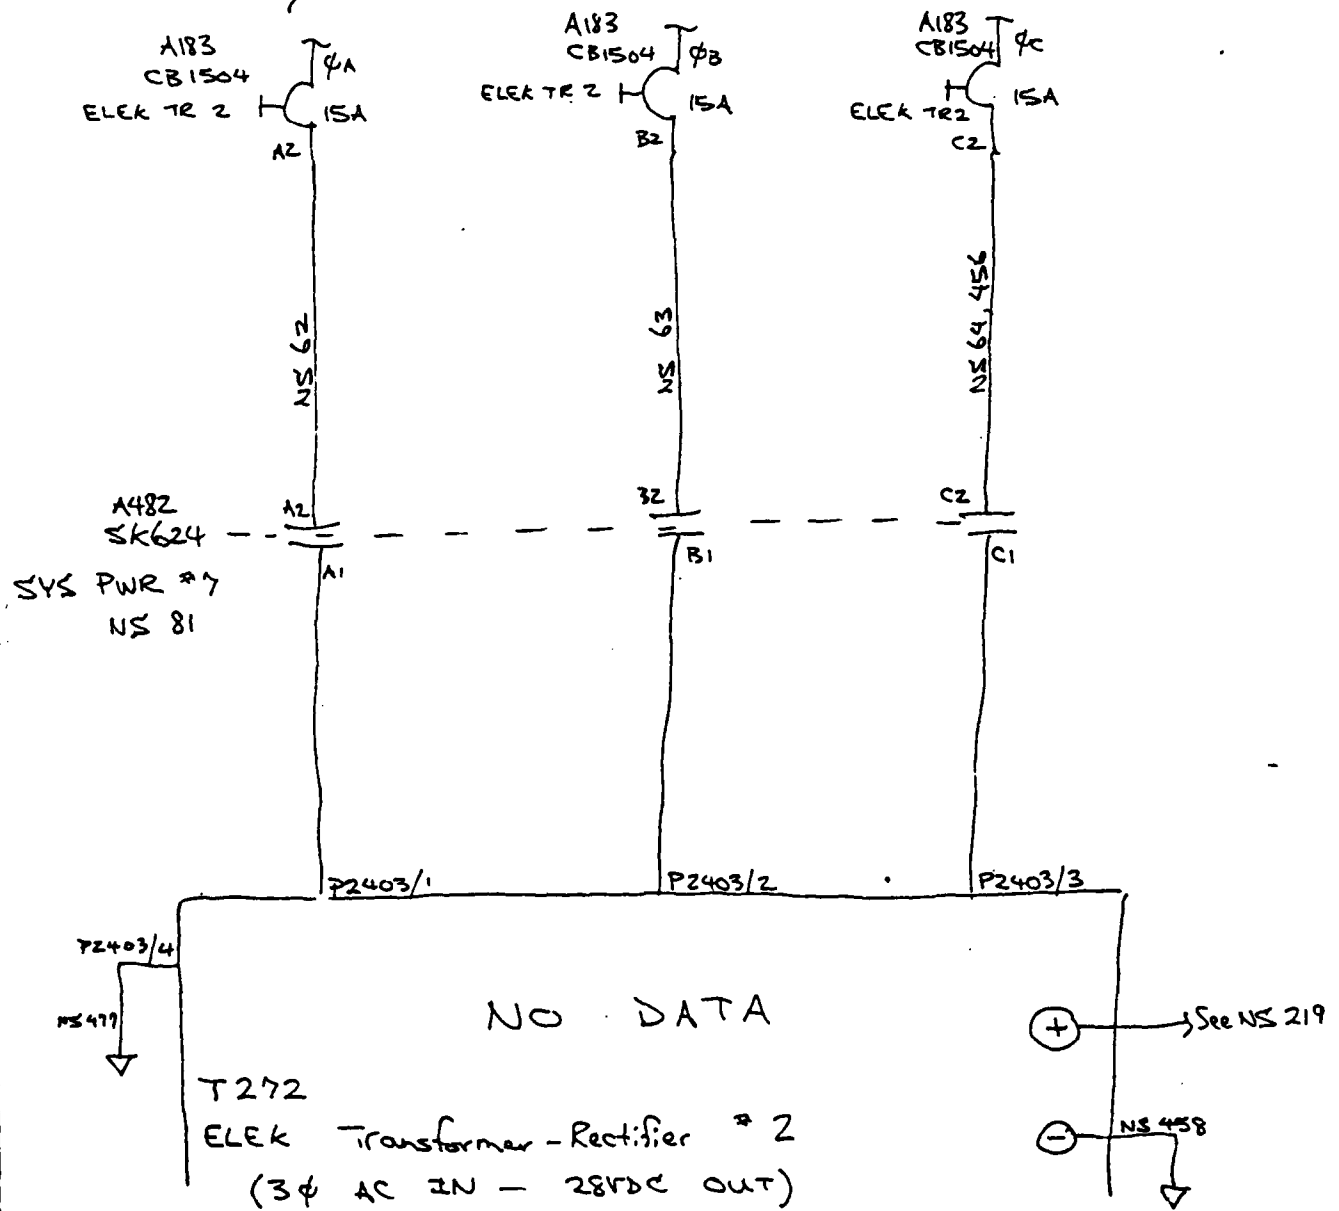 A183
CB1504 ϕA
ELEK TR 2 15A
A2
A183
CB1504 ϕB
ELEK TR 2 15A
B2
A183
CB1504 ϕC
ELEK TR2 15A
C2
NS 62
NS 63
NS 64, 456
A482
SK624
SYS PWR #7
NS 81
A2
A1
B2
B1
C2
C1
P2403/1
P2403/2
P2403/3
P2403/4
NS 477
NO DATA
+
See NS 219
T272
ELEK Transformer-Rectifier #2
(3ϕ AC IN - 28VDC OUT)
-
NS 458